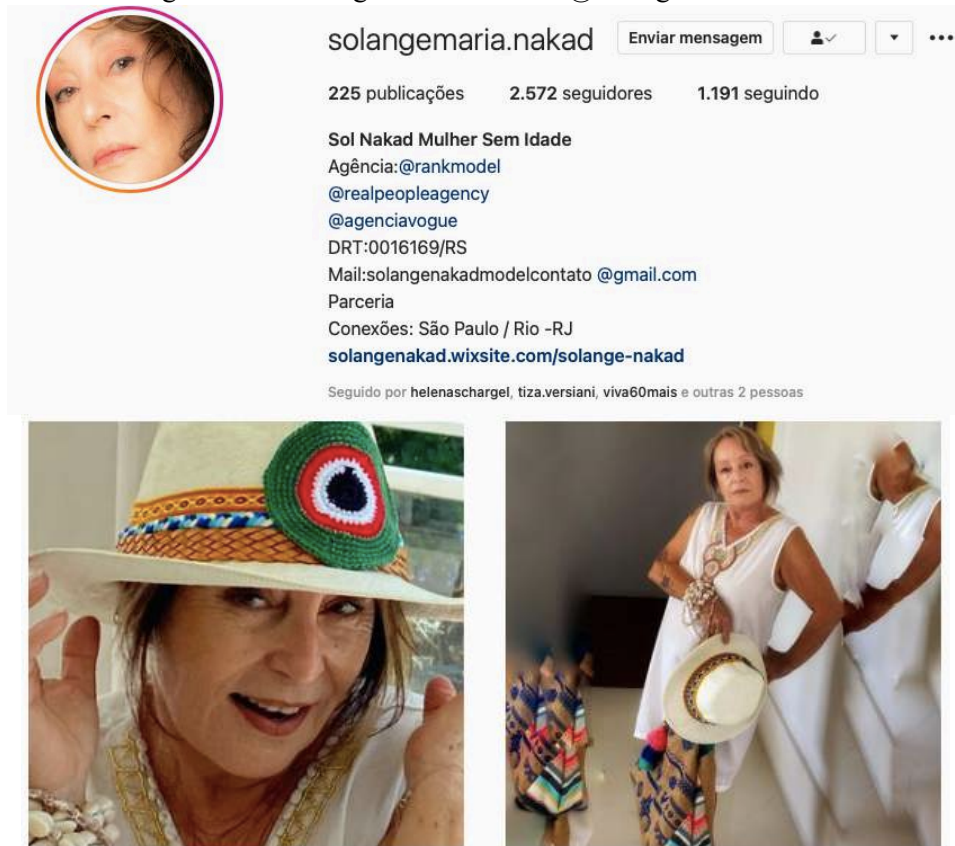 solangemaria.nakad Enviar mensagem
225 publicações 2.572 seguidores 1.191 seguindo
Sol Nakad Mulher Sem Idade
Agência:@rankmodel
@realpeopleagency
@agenciavogue
DRT:0016169/RS
Mail:solangenakadmodelcontato @gmail.com
Parceria
Conexões: São Paulo / Rio -RJ
solangenakad.wixsite.com/solange-nakad
Seguido por helenaschargel, tiza.versiani, viva60mais e outras 2 pessoas